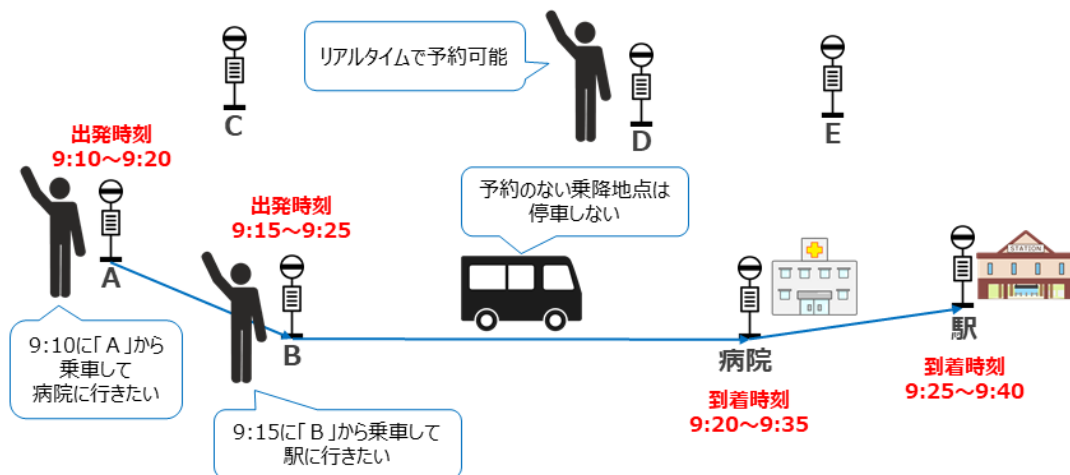 リアルタイムで予約可能
C
D
E
出発時刻
9:10～9:20
予約のない乗降地点は
停車しない
出発時刻
9:15～9:25
A
B
STATION
病院
駅
9:10に「A」から
乗車して
病院に行きたい
到着時刻
9:20～9:35
到着時刻
9:25～9:40
9:15に「B」から乗車して
駅に行きたい